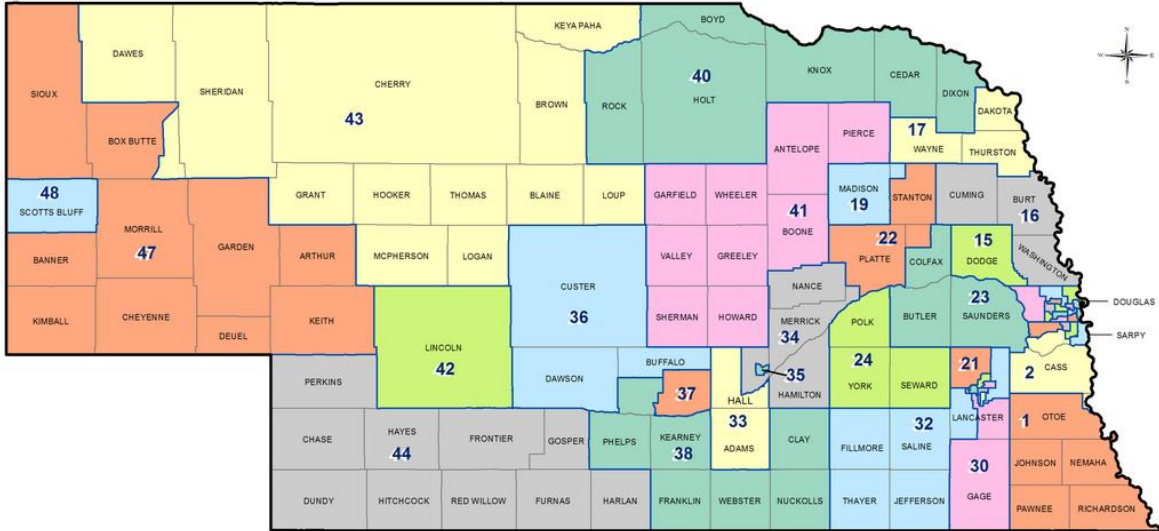 KEYA PAHA
BOYD
DAWES
CHERRY
SHERIDAN
SIOUX
43
BROWN
ROCK
40
HOLT
KNOX
CEDAR
DIXON
DAKOTA
N
W
E
S
BOX BUTTE
ANTELOPE
PIERCE
17
WAYNE
THURSTON
48
SCOTTS BLUFF
GRANT
HOOKER
THOMAS
BLAINE
LOUP
GARFIELD
WHEELER
MADISON
19
STANTON
CUMING
BURT
16
MORRILL
47
GARDEN
BANNER
ARTHUR
MCPHERSON
LOGAN
VALLEY
GREELEY
41
BOONE
22
PLATTE
COLFAX
15
DODGE
WASHINGTON
CUSTER
36
NANCE
KIMBALL
CHEYENNE
DEUEL
KEITH
LINCOLN
42
SHERMAN
HOWARD
MERRICK
34
POLK
BUTLER
23
SAUNDERS
DOUGLAS
SARPY
PERKINS
DAWSON
BUFFALO
37
HALL
33
ADAMS
35
HAMILTON
24
YORK
SEWARD
21
LANCASTER
2
CASS
CHASE
HAYES
44
FRONTIER
GOSPER
PHELPS
KEARNEY
38
CLAY
FILLMORE
32
SALINE
1
OTOE
DUNDY
HITCHCOCK
RED WILLOW
FURNAS
HARLAN
FRANKLIN
WEBSTER
NUCKOLLS
THAYER
JEFFERSON
30
GAGE
JOHNSON
NEMAHA
PAWNEE
RICHARDSON